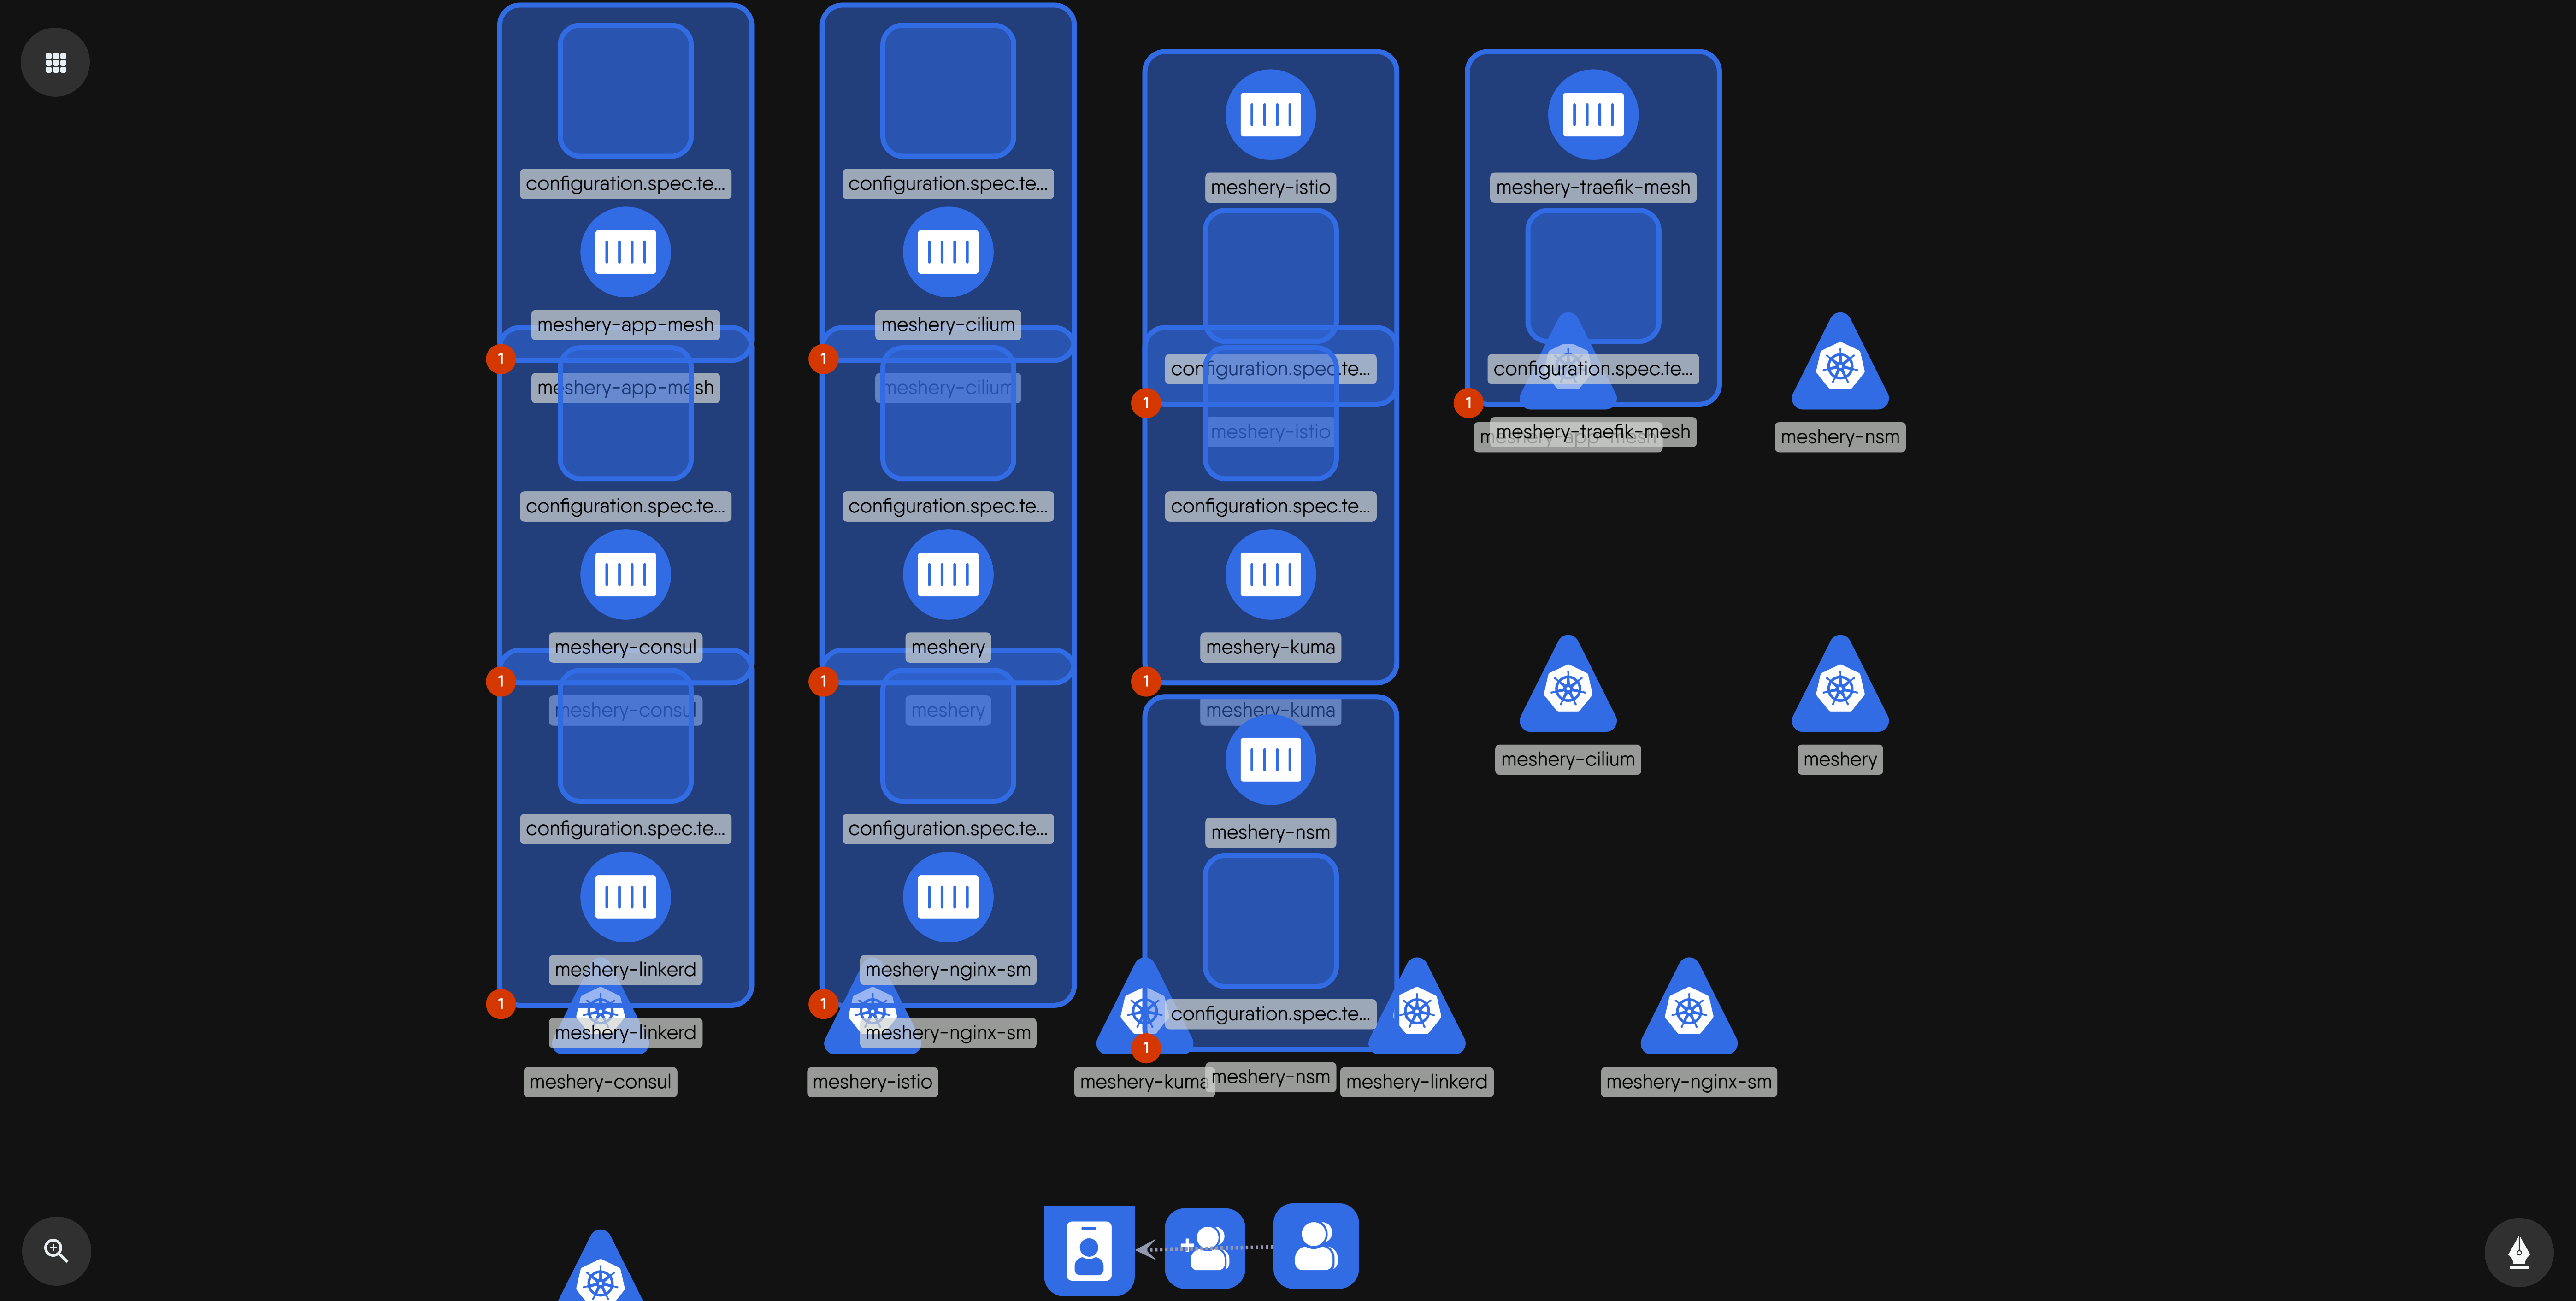 configuration.spec.te...
meshery-app-mesh
1
meshery-app-mesh
configuration.spec.te...
meshery-consul
1
meshery-consul
configuration.spec.te...
meshery-linkerd
1
meshery-linkerd
meshery-consul
configuration.spec.te...
meshery-cilium
1
meshery-cilium
configuration.spec.te...
meshery
1
meshery
configuration.spec.te...
meshery-nginx-sm
1
meshery-nginx-sm
meshery-istio
meshery-istio
configuration.spec.te...
1
meshery-istio
configuration.spec.te...
meshery-kuma
1
meshery-kuma
meshery-nsm
configuration.spec.te...
1
meshery-kuma
meshery-nsm
meshery-linkerd
meshery-traefik-mesh
configuration.spec.te...
1
meshery-traefik-mesh
meshery-app-mesh
meshery-nsm
meshery-cilium
meshery
meshery-nginx-sm